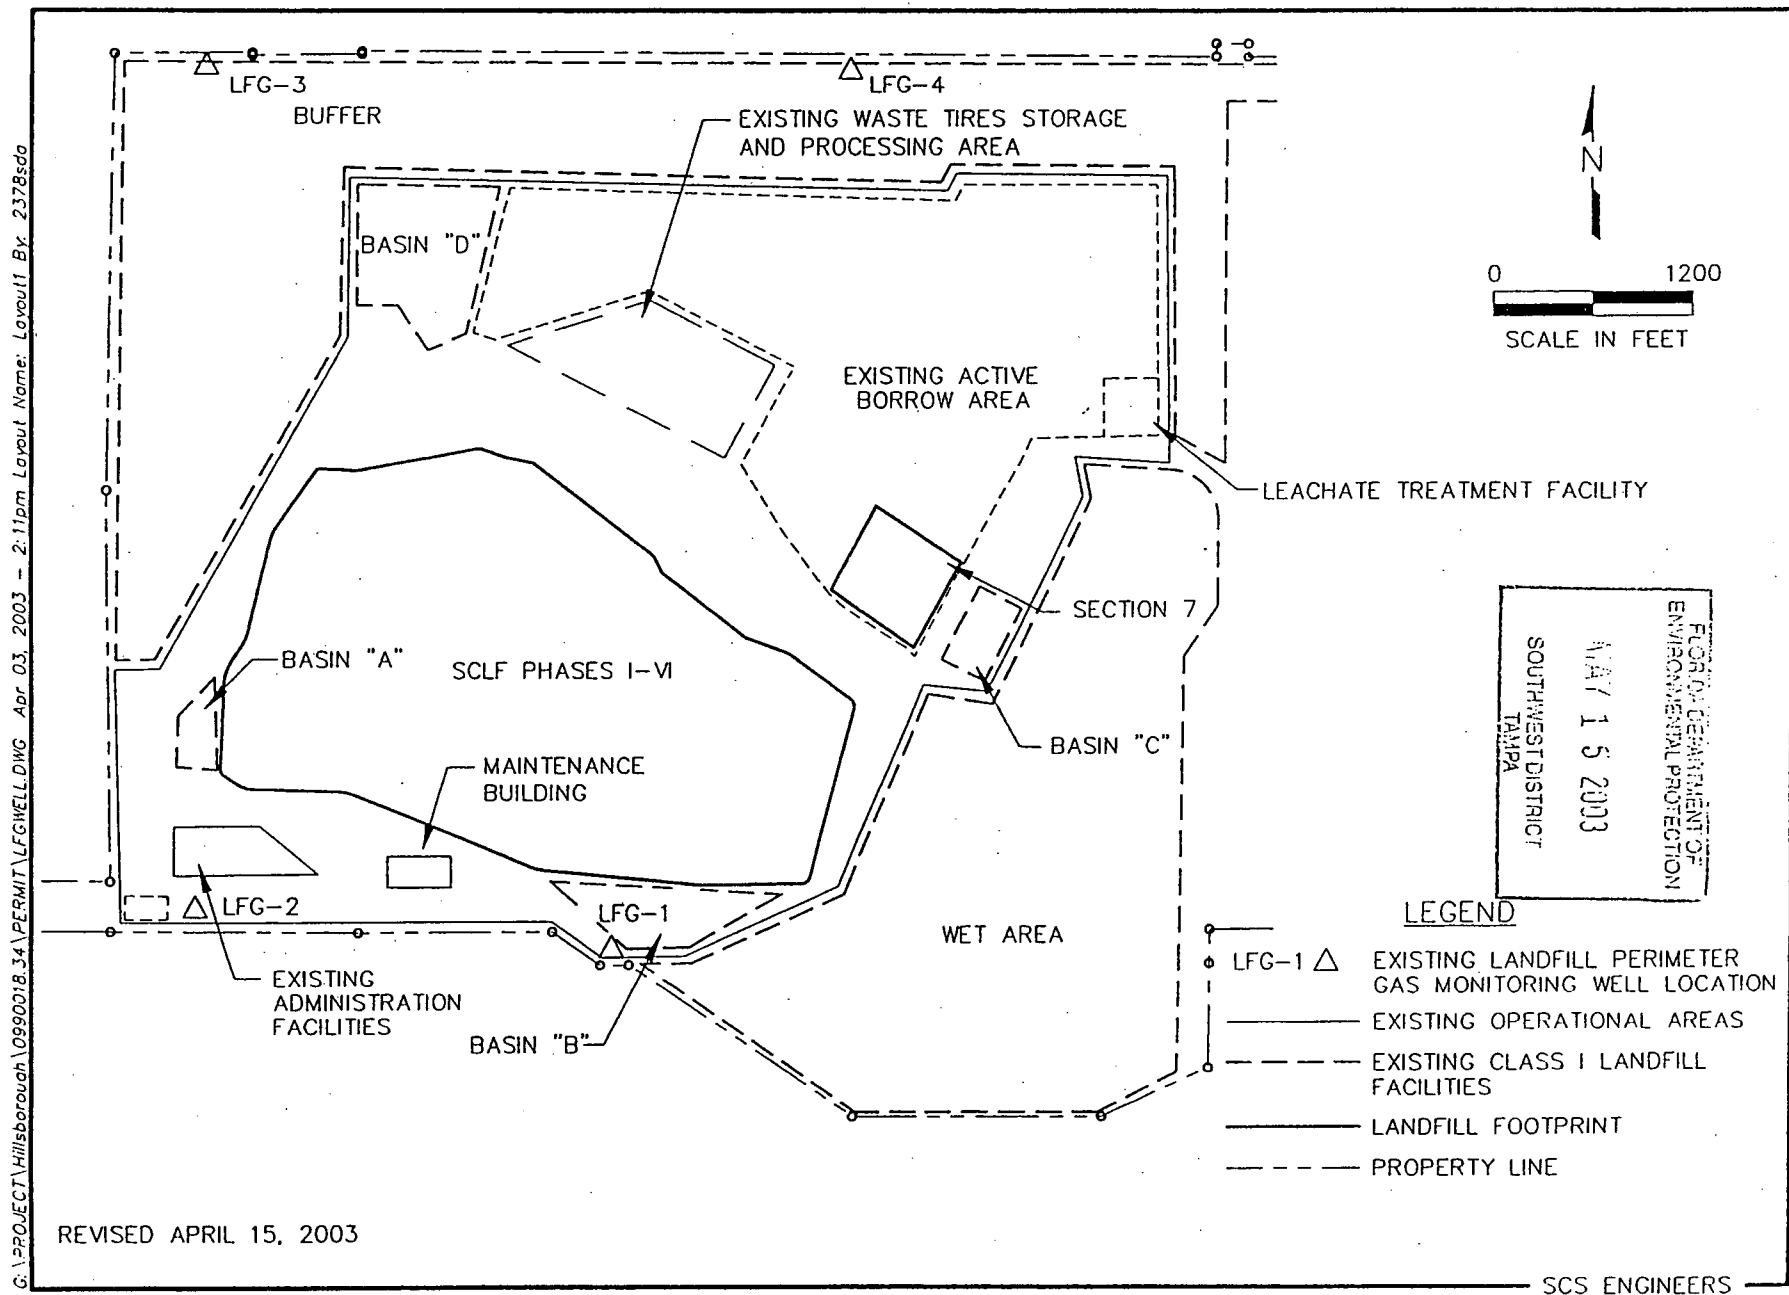 LFG-3
BUFFER
LFG-4
EXISTING WASTE TIRES STORAGE
AND PROCESSING AREA
BASIN "D"
EXISTING ACTIVE
BORROW AREA
N
0 1200
SCALE IN FEET
LEACHATE TREATMENT FACILITY
SECTION 7
BASIN "A"
SCLF PHASES I-VI
BASIN "C"
MAINTENANCE
BUILDING
LFG-2
LFG-1
WET AREA
EXISTING
ADMINISTRATION
FACILITIES
BASIN "B"
FLORIDA DEPARTMENT OF
ENVIRONMENTAL PROTECTION
MAY 15 2003
SOUTHWEST DISTRICT
TAMPA
LEGEND
LFG-1 △ EXISTING LANDFILL PERIMETER
GAS MONITORING WELL LOCATION
EXISTING OPERATIONAL AREAS
EXISTING CLASS I LANDFILL
FACILITIES
LANDFILL FOOTPRINT
PROPERTY LINE
REVISED APRIL 15, 2003
SCS ENGINEERS
G:\PROJECT\Hillsborough\0990018.34\PERMIT\LFGWELL.DWG Apr 03, 2003 - 2:11pm Layout Name: Layout1 By: 2378sdo